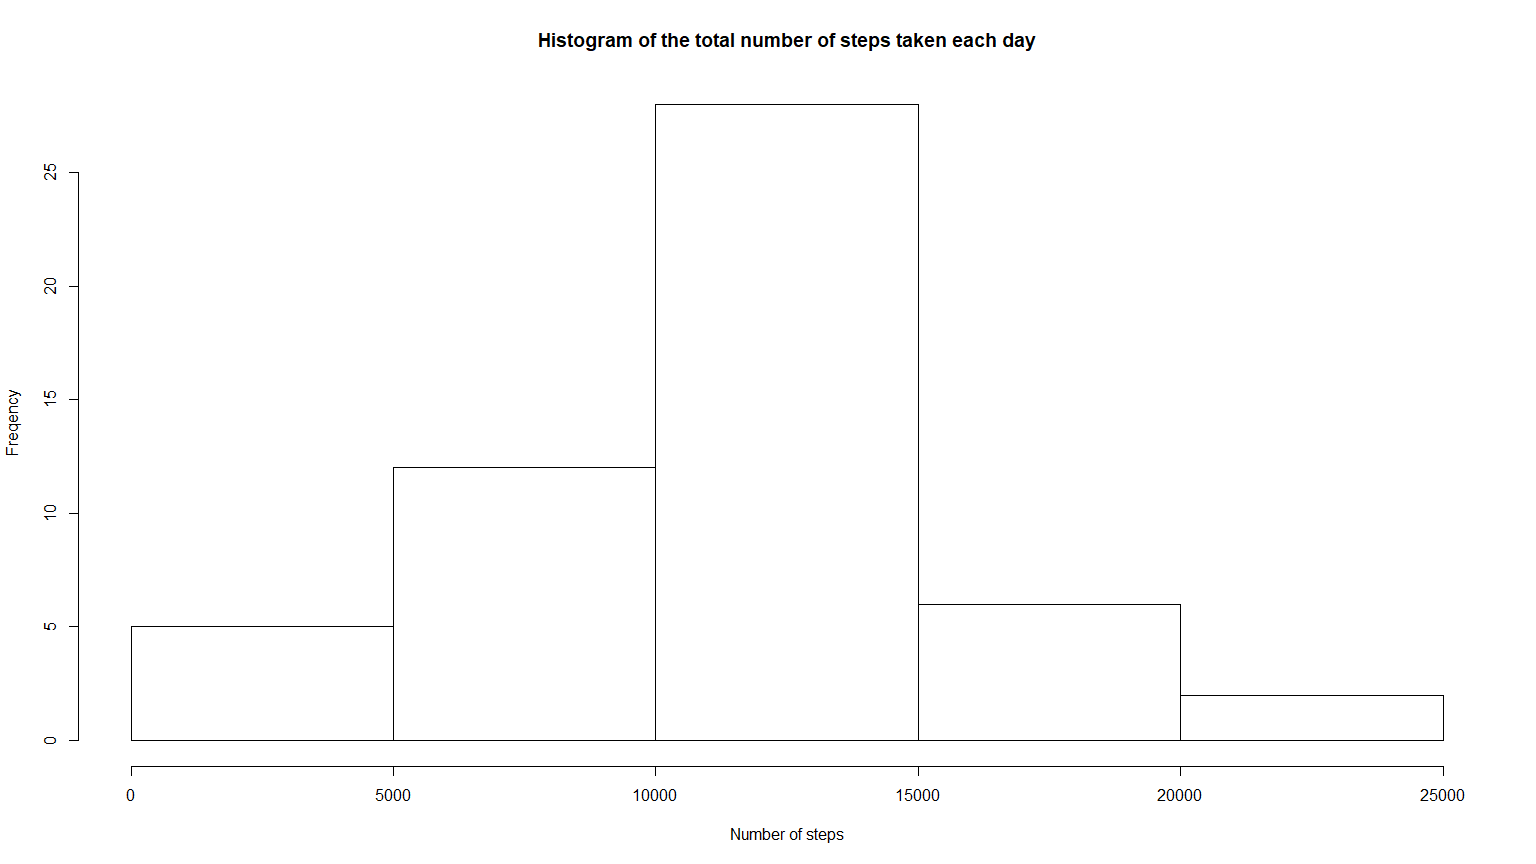 Histogram of the total number of steps taken each day
25
20
15
10
5
0
Freqency
0 5000 10000 15000 20000 25000
Number of steps